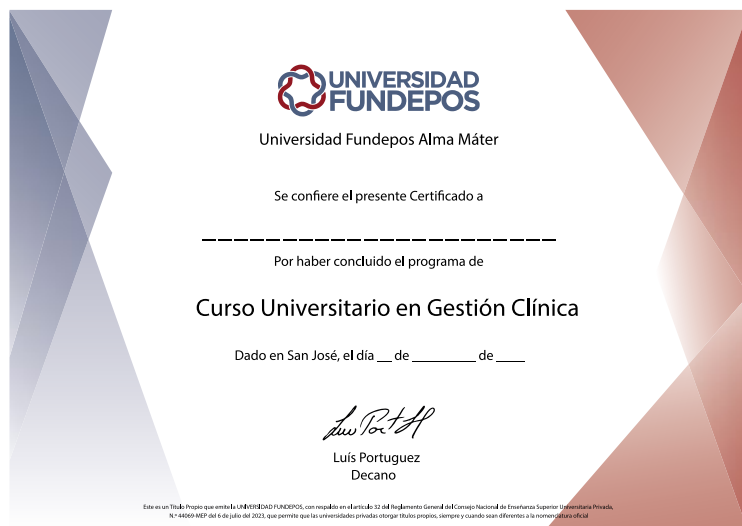 UNIVERSIDAD
FUNDEPOS
Universidad Fundepos Alma Máter
Se confiere el presente Certificado a
Por haber concluido el programa de
Curso Universitario en Gestión Clínica
Dado en San José, el día __ de ________ de ____
Luís Portuguez
Decano
Este es un Título Propio que emite la UNIVERSIDAD FUNDEPOS, con respaldo en el artículo 32 del Reglamento General del Consejo Nacional de Enseñanza Superior Universitaria Privada,
N.º 44069-MEP del 6 de julio del 2023, que permite que las universidades privadas otorgar títulos propios, siempre y cuando sean diferentes a la nomenclatura oficial